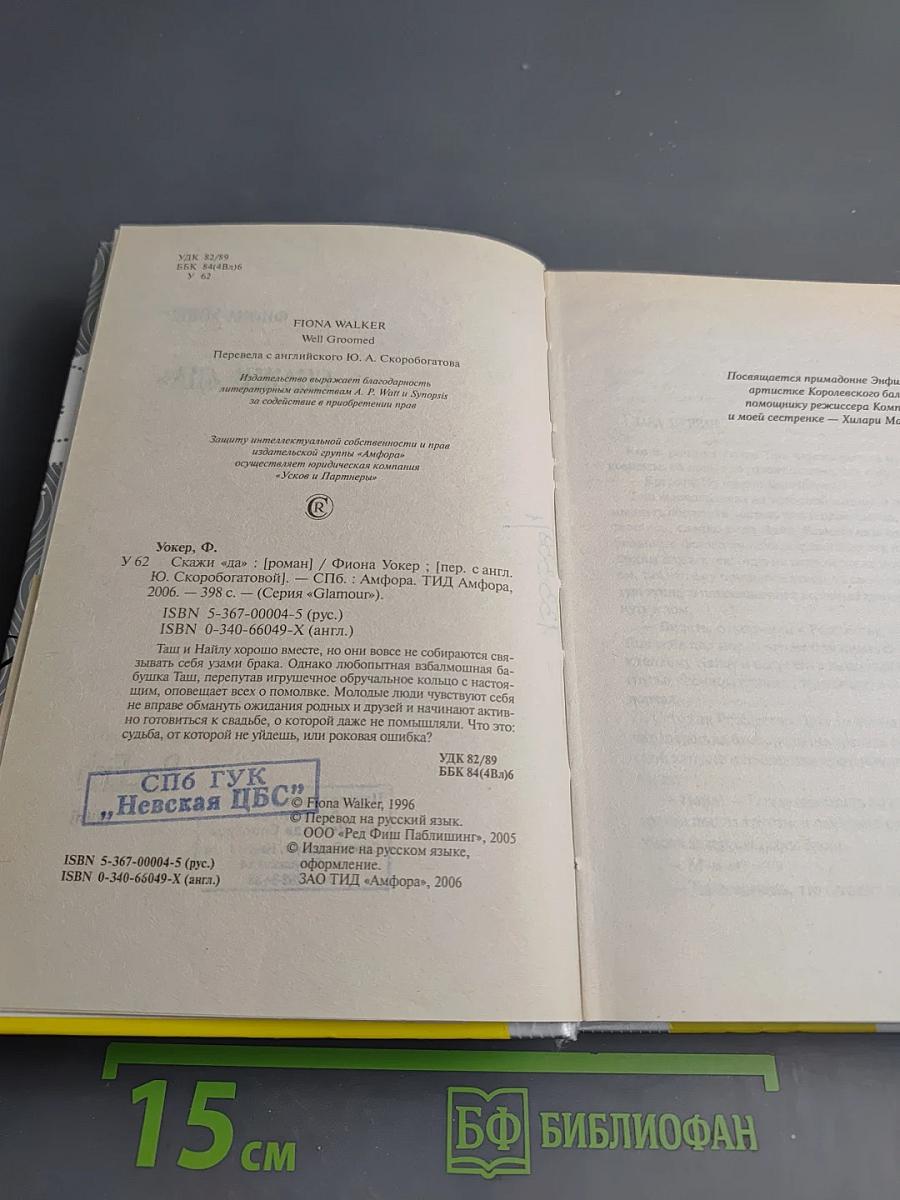 УДК 82/89
ББК 84(4Вл)6
У 62
FIONA WALKER
Well Groomed
Перевела с английского Ю. А. Скоробогатова
Издательство выражает благодарность
литературным агентствам A. P. Watt и Synopsis
за содействие в приобретении прав
Защиту интеллектуальной собственности и прав
издательской группы «Амфора»
осуществляет юридическая компания
«Усков и Партнеры»
Уокер, Ф.
У 62 Скажи «да» : [роман] / Фиона Уокер ; [пер. с англ.
Ю. Скоробогатовой]. — СПб. : Амфора. ТИД Амфора,
2006. — 398 с. — (Серия «Glamour»).
ISBN 5-367-00004-5 (рус.)
ISBN 0-340-66049-X (англ.)
Таш и Найлу хорошо вместе, но они вовсе не собираются свя-
зывать себя узами брака. Однако любопытная взбалмошная ба-
бушка Таш, перепутав игрушечное обручальное кольцо с настоя-
щим, оповещает всех о помолвке. Молодые люди чувствуют себя
не вправе обмануть ожидания родных и друзей и начинают актив-
но готовиться к свадьбе, о которой даже не помышляли. Что это:
судьба, от которой не уйдешь, или роковая ошибка?
УДК 82/89
ББК 84(4Вл)6
СПб ГУК
„Невская ЦБС"
© Fiona Walker, 1996
© Перевод на русский язык.
ООО «Ред Фиш Паблишинг», 2005
© Издание на русском языке,
оформление.
ЗАО ТИД «Амфора», 2006
ISBN 5-367-00004-5 (рус.)
ISBN 0-340-66049-X (англ.)
Посвящается примадонне
артистке Королевского
помощнику режиссера
и моей сестренке — Хилари
15 см
БФ БИБЛИОФАН